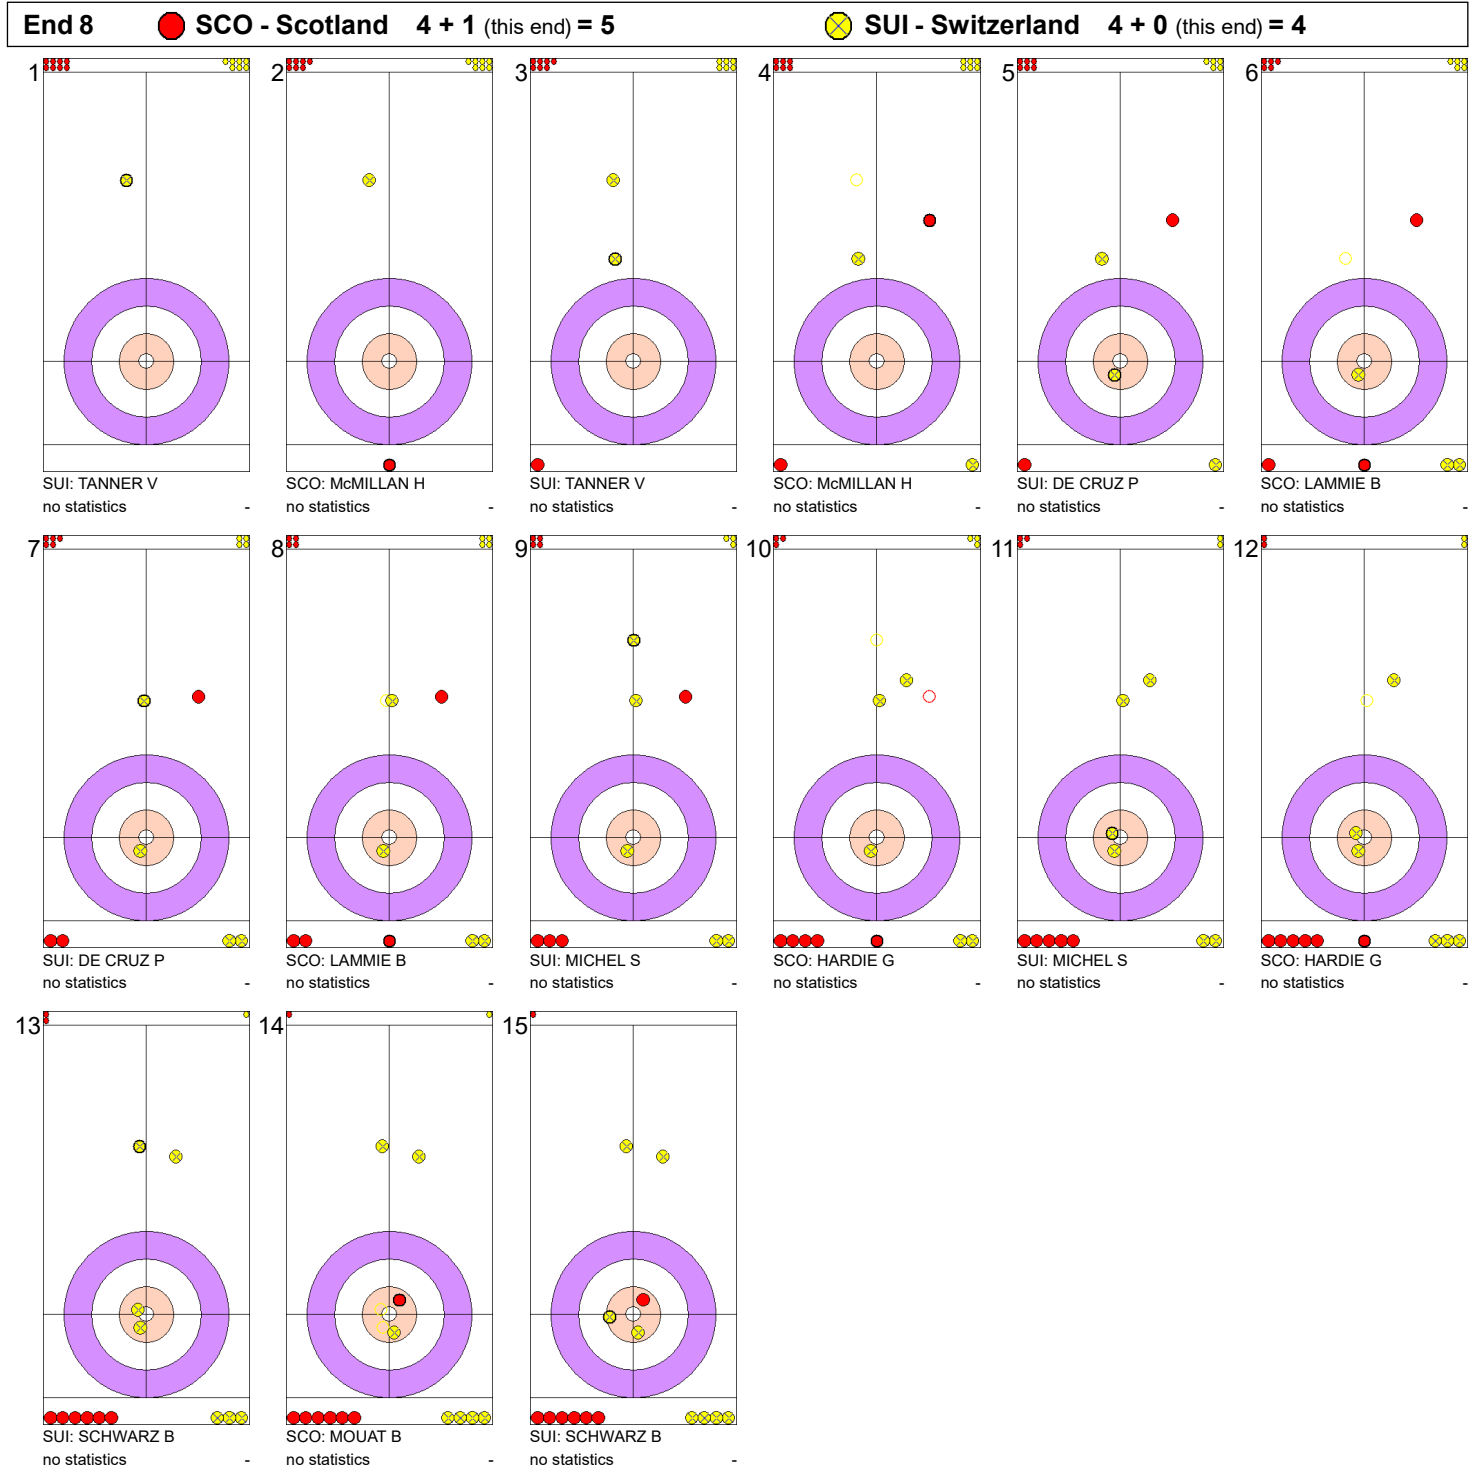 End 8 SCO - Scotland 4 + 1 (this end) = 5 SUI - Switzerland 4 + 0 (this end) = 4
1 2 3 4 5 6
SUI: TANNER V SCO: McMILLAN H SUI: TANNER V SCO: McMILLAN H SUI: DE CRUZ P SCO: LAMMIE B
no statistics - no statistics - no statistics - no statistics - no statistics - no statistics -
7 8 9 10 11 12
SUI: DE CRUZ P SCO: LAMMIE B SUI: MICHEL S SCO: HARDIE G SUI: MICHEL S SCO: HARDIE G
no statistics - no statistics - no statistics - no statistics - no statistics - no statistics -
13 14 15
SUI: SCHWARZ B SCO: MOUAT B SUI: SCHWARZ B
no statistics - no statistics - no statistics -